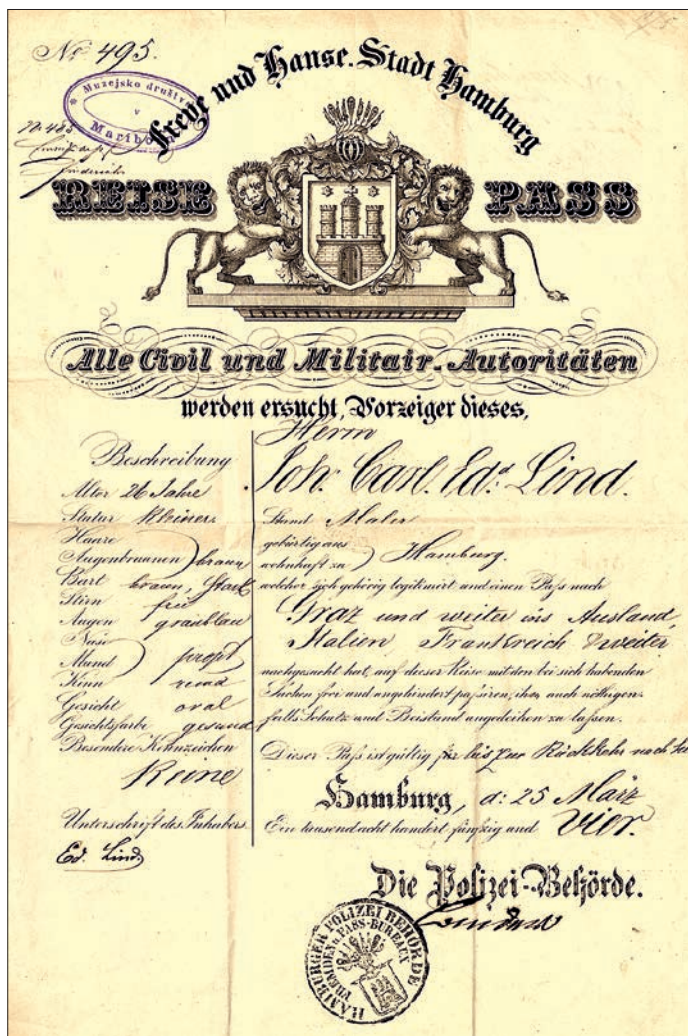 No 495.
* Muzejsko društvo
v
Maribor
No 495
Freye und Hanse. Stadt Hamburg
REISE PASS
Alle Civil und Militair-Autoritäten
werden ersucht, Vorzeiger dieses,
Herrn
Joh. Carl. Ed.d Lind.
Stand Maler
gebürtig aus
wohnhaft zu
Hamburg.
welcher sich gehörig legitimirt und einen Pass nach
Graz und weiter ins Ausland,
Italien, Frankreich & weiter
nachgesucht hat, auf dieser Reise mit den bei sich habenden
Sachen frei und ungehindert passiren, ihm auch nöthigen-
falls Schutz und Beistand angedeihen zu lassen.
Dieser Pass ist gültig für bis zur Rückkehr nach
Hamburg, d: 25 März
Ein tausend acht hundert fünfzig und Vier.
Die Polizei-Behörde.
Beschreibung
Alter 26 Jahre
Statur kleiner
Haare
Augenbraunen braun
Bart braun, stark
Stirn frei
Augen graublau
Nase
Mund propt
Kinn rund
Gesicht oval
Gesichtsfarbe gesund
Besondere Kennzeichen
Keine
Unterschrift des Inhabers
Ed. Lind
HAMBURGER POLIZEI BEHÖRDE
FREMDEN u. PASS-BUREAUX